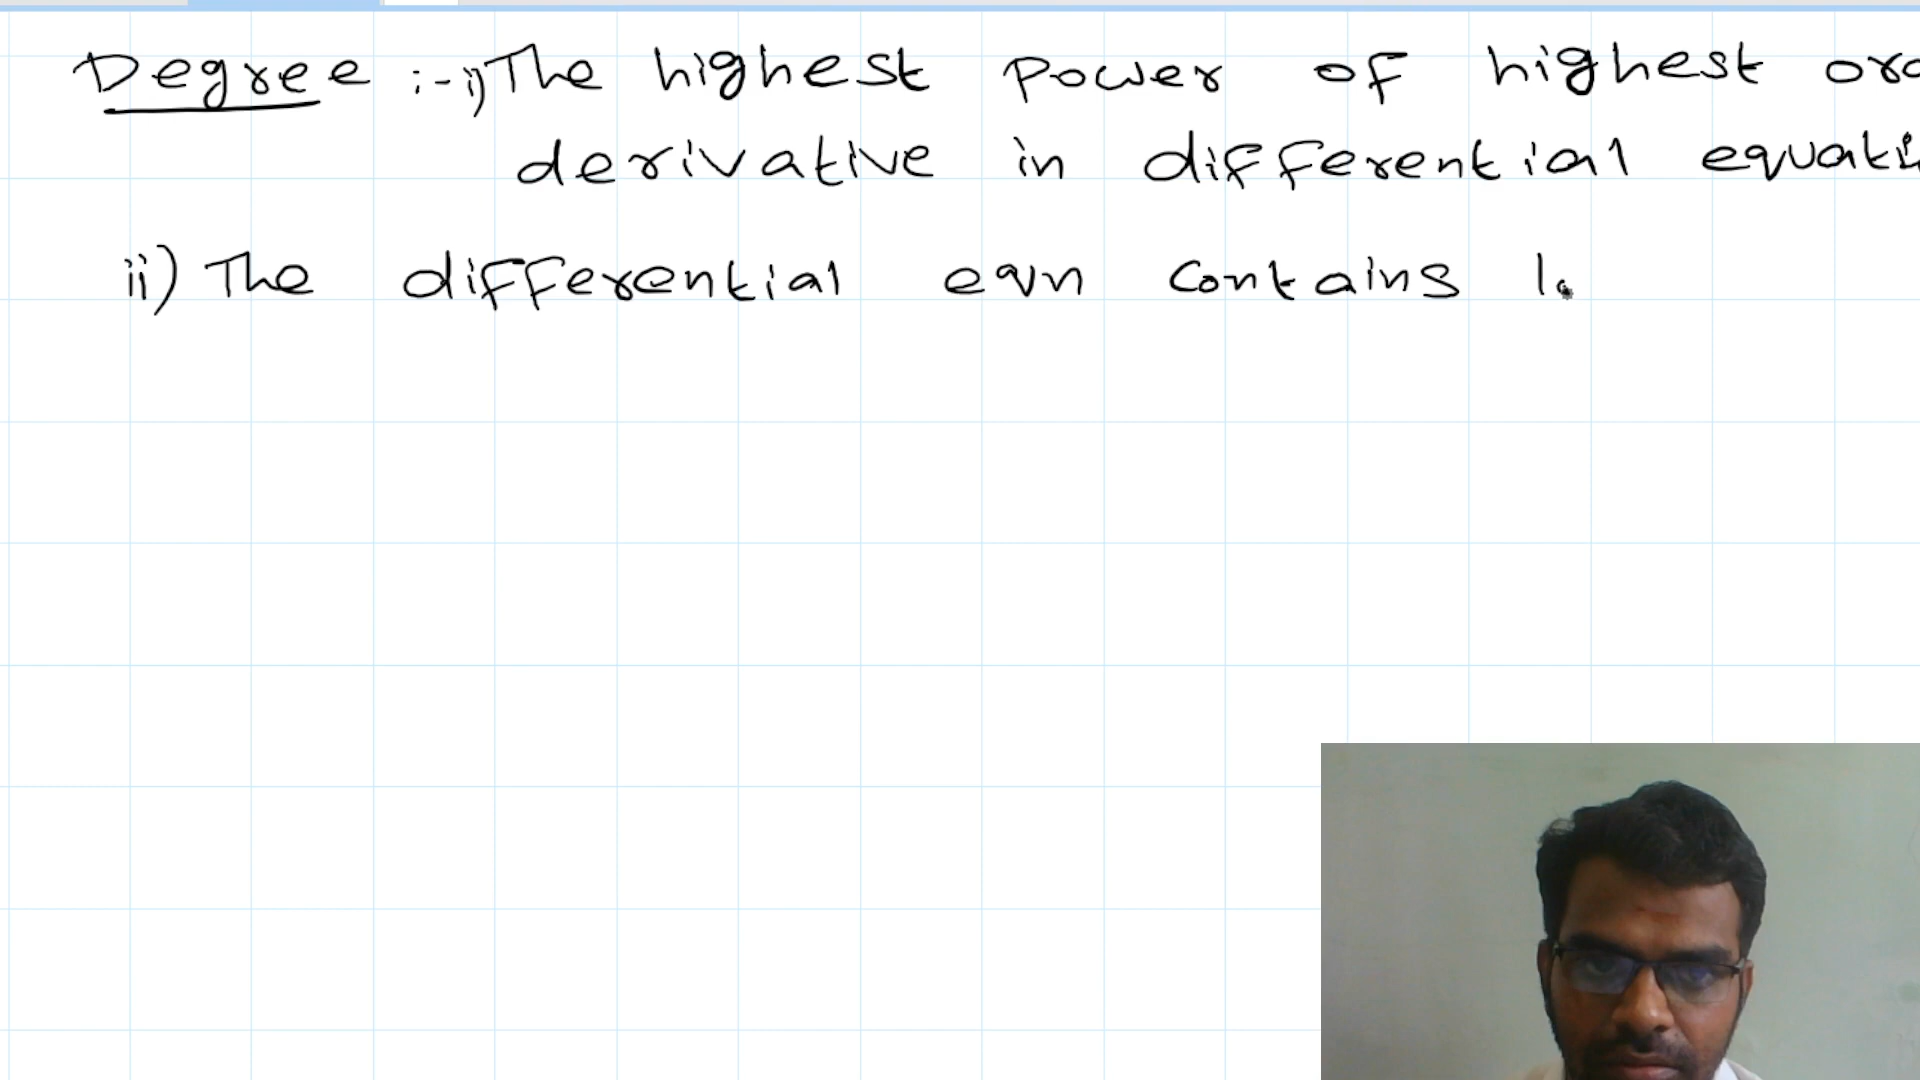 Degree :- i) The highest power of highest
derivative in differential
ii) The differential eqn contains